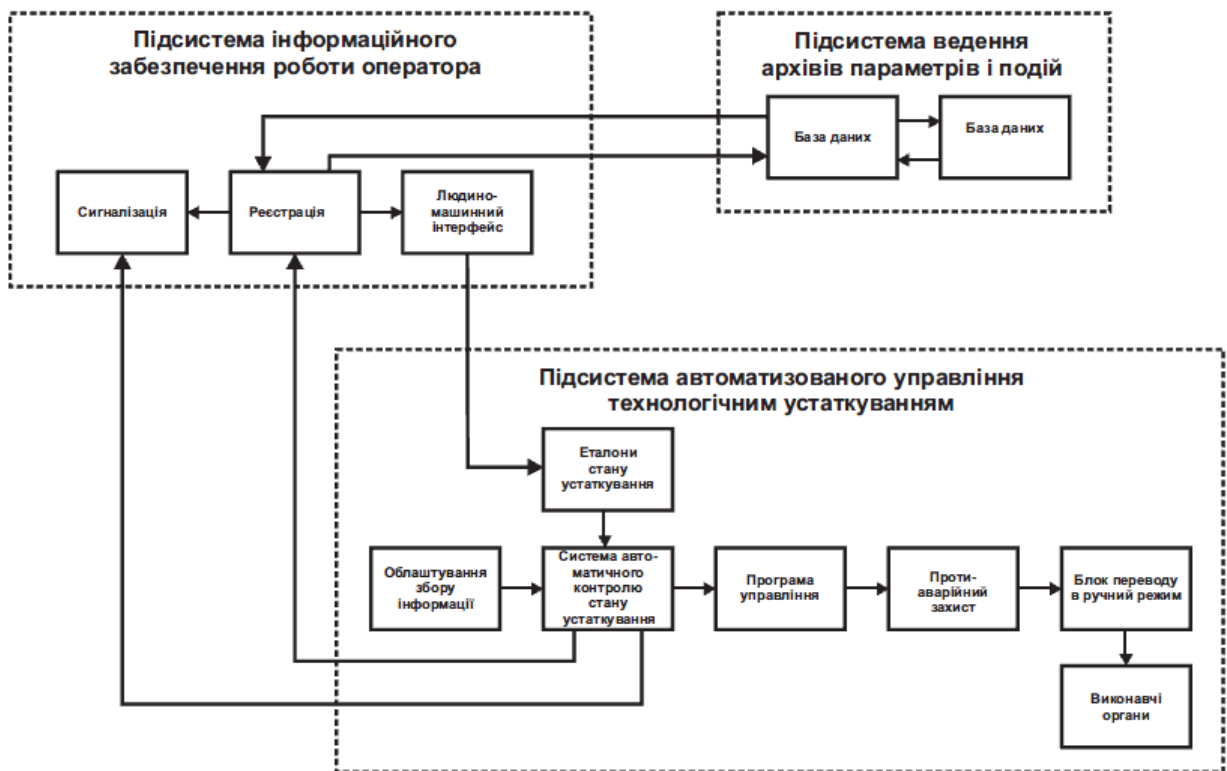 Підсистема інформаційного
забезпечення роботи оператора
Підсистема ведення
архівів параметрів і подій
База даних
База даних
Сигналізація
Реєстрація
Людино-
машинний
інтерфейс
Підсистема автоматизованого управління
технологічним устаткуванням
Еталони
стану
устаткування
Облаштування
збору
інформації
Система авто-
матичного
контролю
стану
устаткування
Програма
управління
Проти-
аварійний
захист
Блок переводу
в ручний режим
Виконавчі
органи